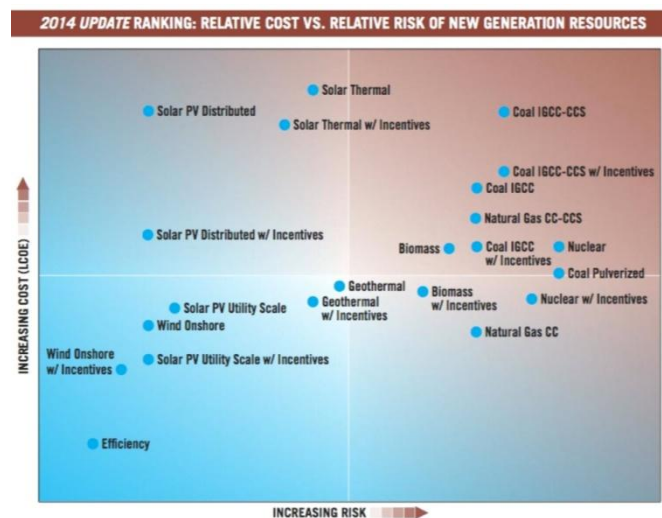 2014 UPDATE RANKING: RELATIVE COST VS. RELATIVE RISK OF NEW GENERATION RESOURCES
Solar Thermal
Solar PV Distributed
Coal IGCC-CCS
Solar Thermal w/ Incentives
Coal IGCC-CCS w/ Incentives
Coal IGCC
Natural Gas CC-CCS
Solar PV Distributed w/ Incentives
Biomass
Coal IGCC
w/ Incentives
Nuclear
Coal Pulverized
Geothermal
Geothermal
w/ Incentives
Biomass
w/ Incentives
Nuclear w/ Incentives
Solar PV Utility Scale
Wind Onshore
Natural Gas CC
Wind Onshore
w/ Incentives
Solar PV Utility Scale w/ Incentives
Efficiency
INCREASING COST (LCOE)
INCREASING RISK